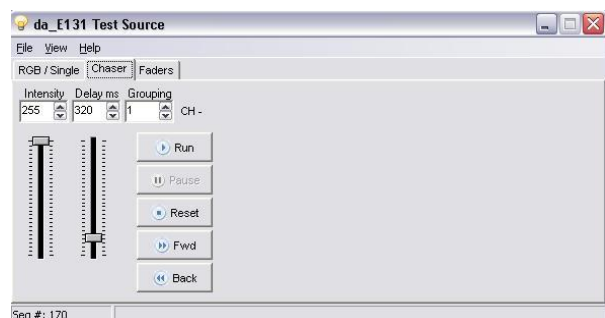 da_E131 Test Source
File View Help
RGB / Single Chaser Faders
Intensity Delay ms Grouping
255 320 1 CH -
Run
Pause
Reset
Fwd
Back
Seq #: 170